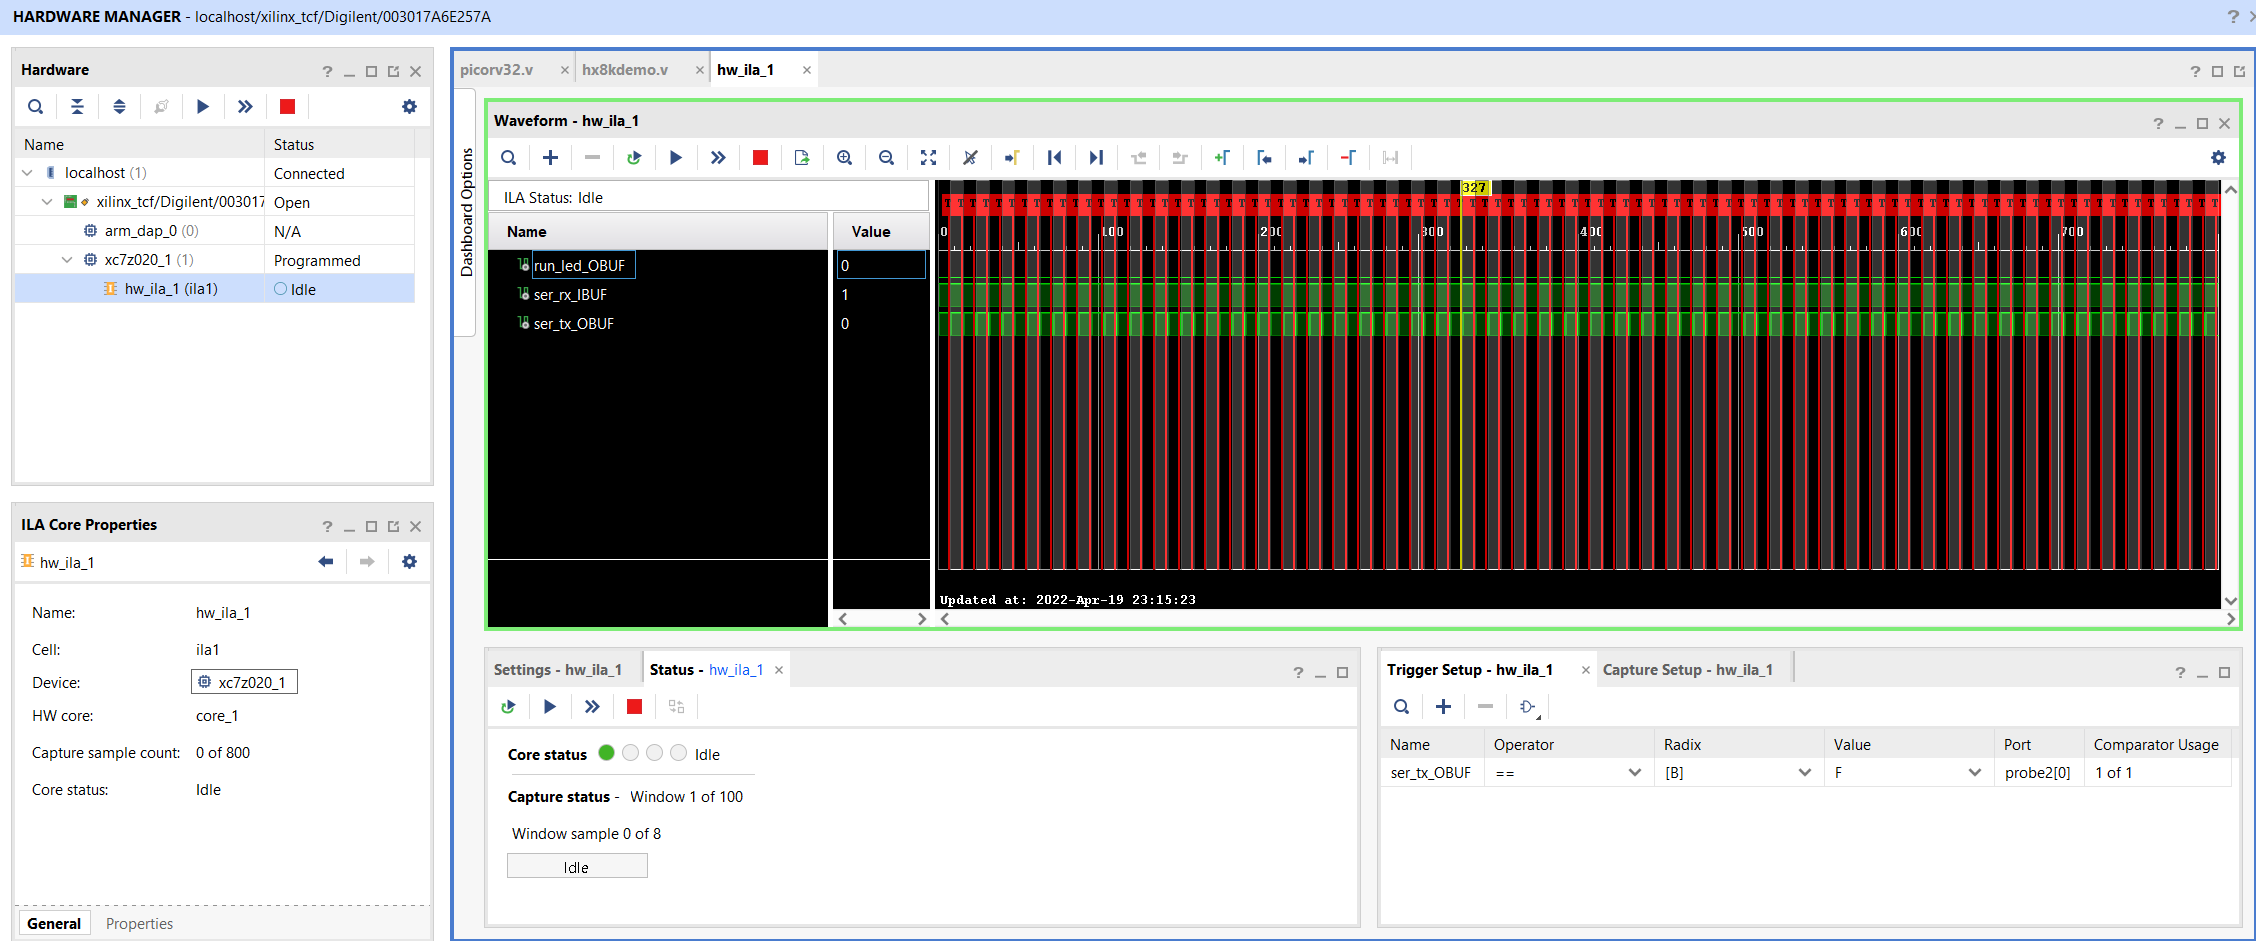 HARDWARE MANAGER - localhost/xilinx_tcf/Digilent/003017A6E257A
Hardware
Name Status
localhost (1) Connected
xilinx_tcf/Digilent/003017 Open
arm_dap_0 (0) N/A
xc7z020_1 (1) Programmed
hw_ila_1 (ila1) Idle
ILA Core Properties
hw_ila_1
Name: hw_ila_1
Cell: ila1
Device: xc7z020_1
HW core: core_1
Capture sample count: 0 of 800
Core status: Idle
General Properties
picorv32.v hx8kdemo.v hw_ila_1
Dashboard Options
Waveform - hw_ila_1
ILA Status: Idle
Name Value
run_led_OBUF 0
ser_rx_IBUF 1
ser_tx_OBUF 0
327
0 100 200 300 400 500 600 700
Updated at: 2022-Apr-19 23:15:23
Settings - hw_ila_1 Status - hw_ila_1
Core status Idle
Capture status - Window 1 of 100
Window sample 0 of 8
Idle
Trigger Setup - hw_ila_1 Capture Setup - hw_ila_1
Name Operator Radix Value Port Comparator Usage
ser_tx_OBUF == [B] F probe2[0] 1 of 1